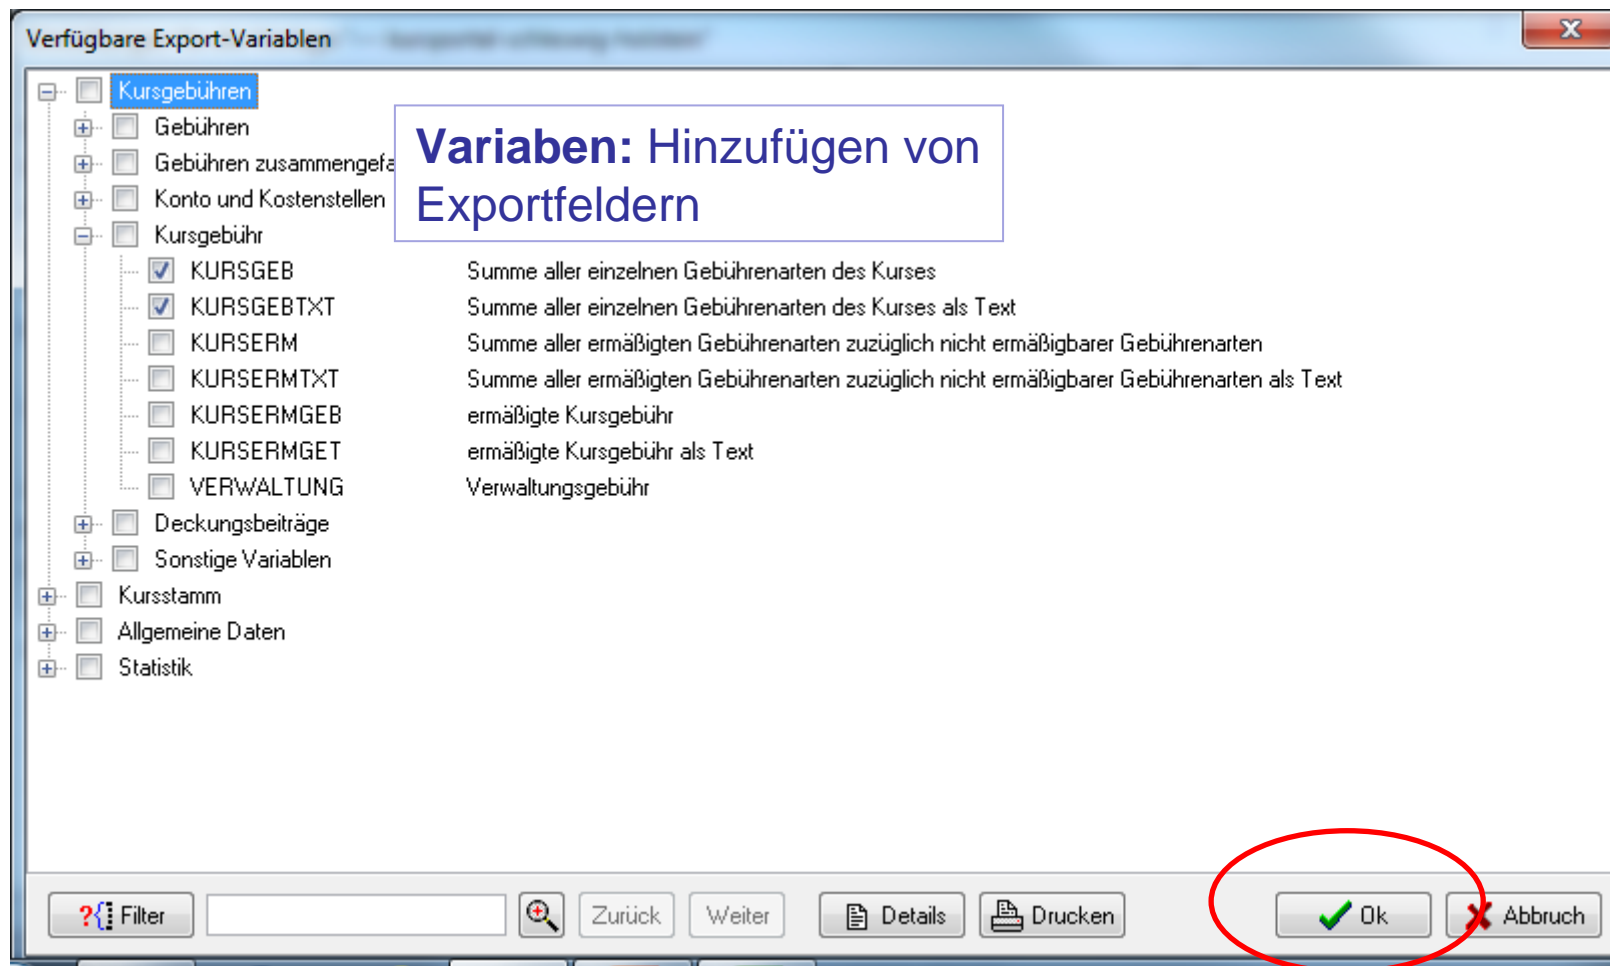 Verfügbare Export-Variablen
Kursgebühren
Gebühren
Gebühren zusammengefa
Konto und Kostenstellen
Variaben: Hinzufügen von
Exportfeldern
Kursgebühr
KURSGEB Summe aller einzelnen Gebührenarten des Kurses
KURSGEBTXT Summe aller einzelnen Gebührenarten des Kurses als Text
KURSERM Summe aller ermäßigten Gebührenarten zuzüglich nicht ermäßigbarer Gebührenarten
KURSERMTXT Summe aller ermäßigten Gebührenarten zuzüglich nicht ermäßigbarer Gebührenarten als Text
KURSERMGEB ermäßigte Kursgebühr
KURSERMGET ermäßigte Kursgebühr als Text
VERWALTUNG Verwaltungsgebühr
Deckungsbeiträge
Sonstige Variablen
Kursstamm
Allgemeine Daten
Statistik
?{ Filter Zurück Weiter Details Drucken Ok Abbruch